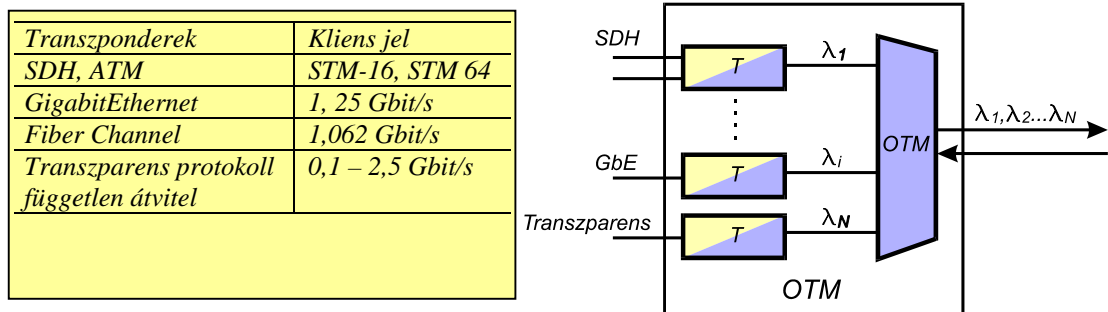 Transzponderek Kliens jel
SDH, ATM STM-16, STM 64
GigabitEthernet 1, 25 Gbit/s
Fiber Channel 1,062 Gbit/s
Transzparens protokoll 0,1 – 2,5 Gbit/s
független átvitel
SDH
T
λ1
λ1,λ2...λN
OTM
GbE
T
λi
Transzparens
T
λN
OTM